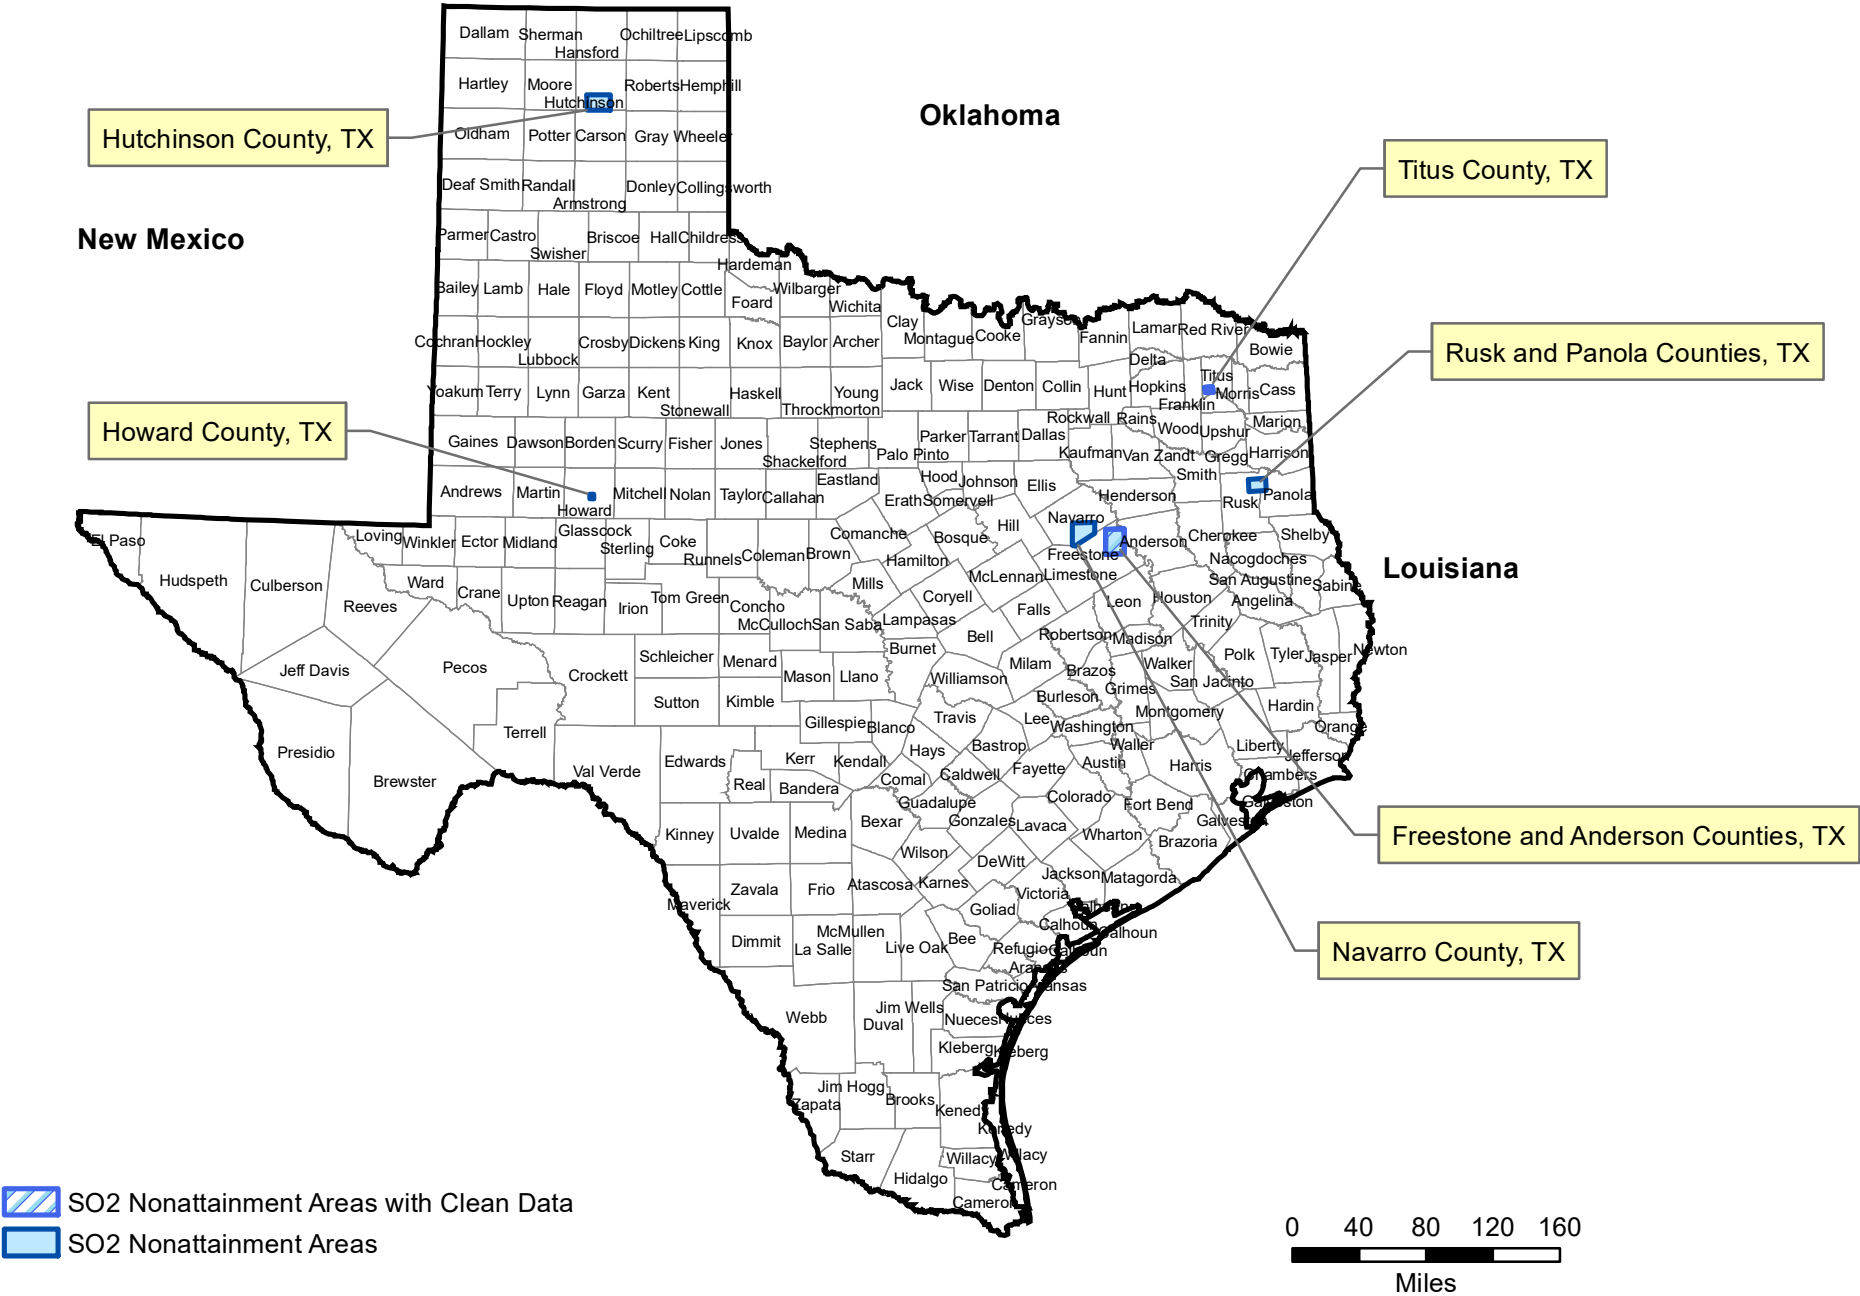 Dallam Sherman Ochiltree Lipscomb
Hansford
Hartley Moore Roberts Hemphill
Hutchinson
Oklahoma
Hutchinson County, TX
Oldham Potter Carson Gray Wheeler
Titus County, TX
Deaf Smith Randall Donley Collingsworth
Armstrong
New Mexico
Parmer Castro Briscoe Hall Childress
Swisher
Hardeman
Bailey Lamb Hale Floyd Motley Cottle Foard Wilbarger
Wichita
Clay Grayson Lamar Red River
Cochran Hockley Crosby Dickens King Knox Baylor Archer Montague Cooke Fannin Bowie
Lubbock Delta
Rusk and Panola Counties, TX
Yoakum Terry Lynn Garza Kent Haskell Young Jack Wise Denton Collin Hunt Hopkins Titus Morris Cass
Stonewall Throckmorton Franklin
Howard County, TX
Rockwall Rains Wood Upshur Marion
Gaines Dawson Borden Scurry Fisher Jones Stephens Parker Tarrant Dallas
Shackelford Palo Pinto Kaufman Van Zandt Gregg Harrison
Smith
Andrews Martin Mitchell Nolan Taylor Callahan Eastland Hood Johnson Ellis Henderson Rusk Panola
Howard Erath Somervell
El Paso Loving Winkler Ector Midland Glasscock Sterling Coke Runnels Coleman Brown Comanche Bosque Hill Navarro Anderson Cherokee Shelby
Hamilton Freestone Nacogdoches
Louisiana
Hudspeth Culberson Reeves Ward Crane Upton Reagan Irion Tom Green Concho Mills Coryell McLennan Limestone San Augustine Sabine
McCulloch San Saba Lampasas Falls Leon Houston Angelina
Trinity
Jeff Davis Pecos Crockett Schleicher Menard Mason Llano Burnet Bell Milam Robertson Madison Walker Polk Tyler Jasper Newton
Williamson Brazos San Jacinto
Sutton Kimble Burleson Grimes
Terrell Gillespie Blanco Travis Lee Washington Montgomery Hardin Orange
Presidio Brewster Val Verde Edwards Real Kerr Kendall Hays Bastrop Waller Liberty Jefferson
Bandera Comal Caldwell Fayette Austin Harris Chambers
Guadalupe Colorado Fort Bend Galveston
Kinney Uvalde Medina Bexar Gonzales Lavaca Wharton Galveston
Brazoria
Freestone and Anderson Counties, TX
Wilson DeWitt
Maverick Zavala Frio Atascosa Karnes Jackson Matagorda
Goliad Victoria Calhoun
Dimmit La Salle McMullen Live Oak Bee Refugio Calhoun Calhoun
Calhoun
Navarro County, TX
Aransas
San Patricio Aransas
Webb Duval Jim Wells Nueces Nueces
Kleberg Kleberg
Zapata Jim Hogg Brooks Kenedy
Kenedy
Starr Hidalgo Willacy Willacy
Cameron
Cameron
SO2 Nonattainment Areas with Clean Data
SO2 Nonattainment Areas
0 40 80 120 160
Miles